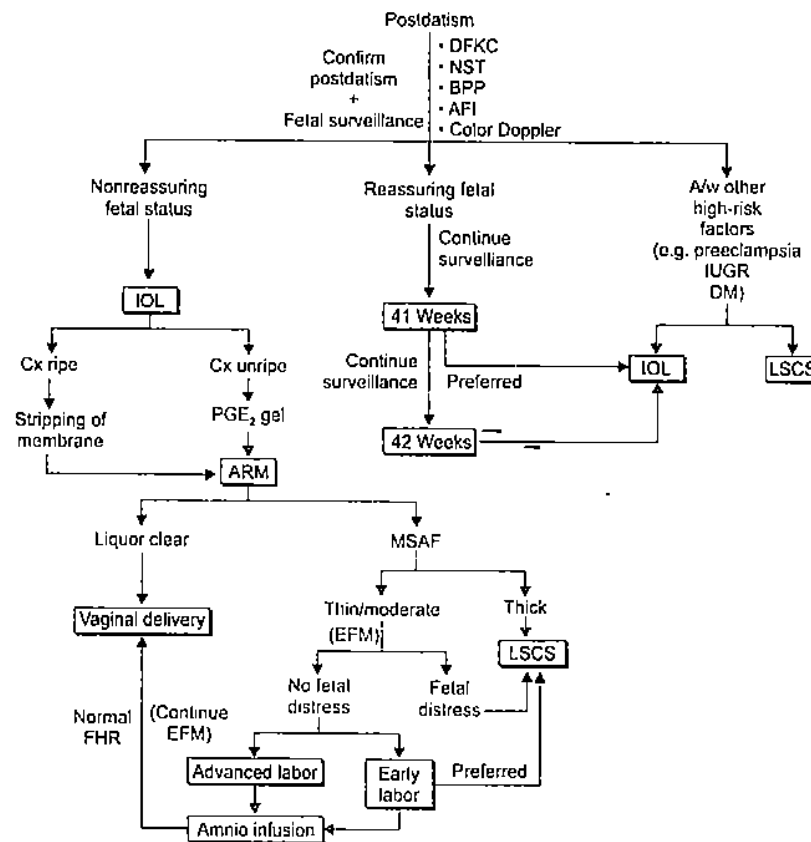 Postdatism
Confirm
postdatism
+
Fetal surveillance
· DFKC
· NST
· BPP
· AFI
· Color Doppler
Nonreassuring
fetal status
Reassuring fetal
status
A/w other
high-risk
factors
(e.g. preeclampsia
IUGR
DM)
Continue
surveillance
IOL
41 Weeks
Cx ripe
Cx unripe
Continue
surveillance
Preferred
IOL
LSCS
Stripping of
membrane
PGE₂ gel
42 Weeks
ARM
Liquor clear
MSAF
Vaginal delivery
Thin/moderate
(EFM)
Thick
LSCS
No fetal
distress
Fetal
distress
Normal
FHR
(Continue
EFM)
Advanced labor
Early
labor
Preferred
Amnio infusion